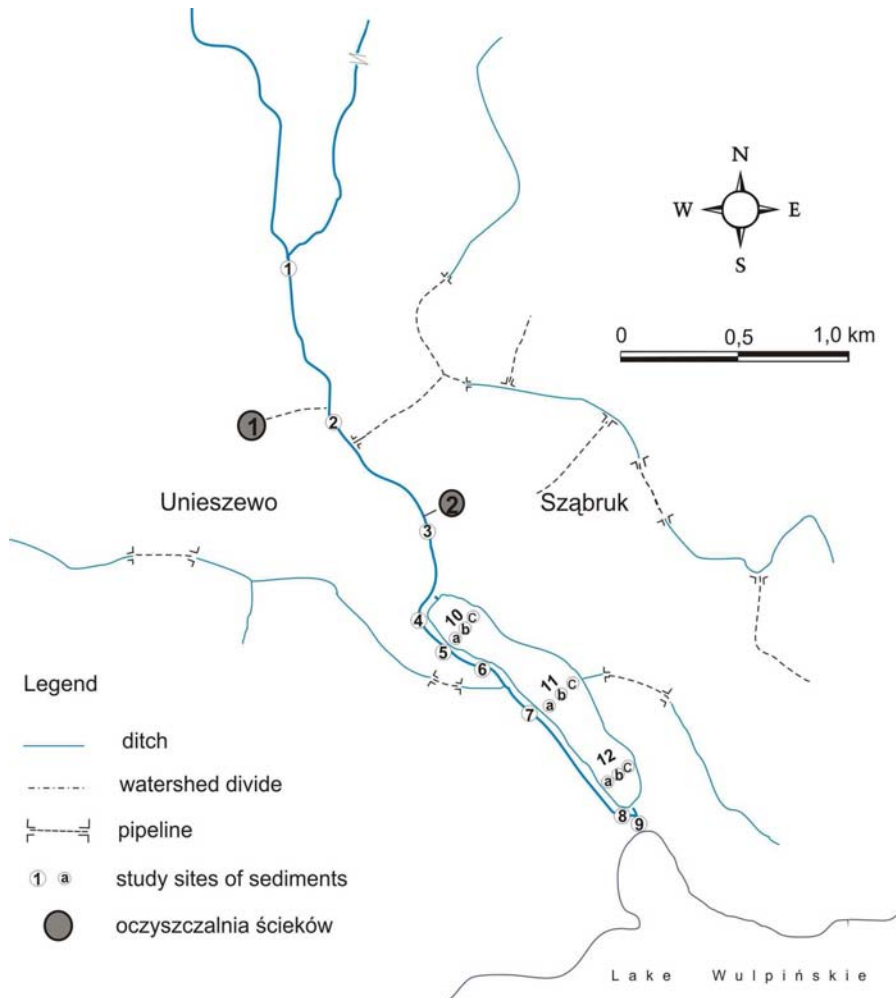 N
W E
S
0 0,5 1,0 km
1
1
2
Unieszewo
2
Sząbruk
3
4
10
a b c
5
6
11
a b c
7
12
a b c
8
9
Legend
ditch
watershed divide
pipeline
1 a study sites of sediments
oczyszczalnia ścieków
Lake Wulpińskie